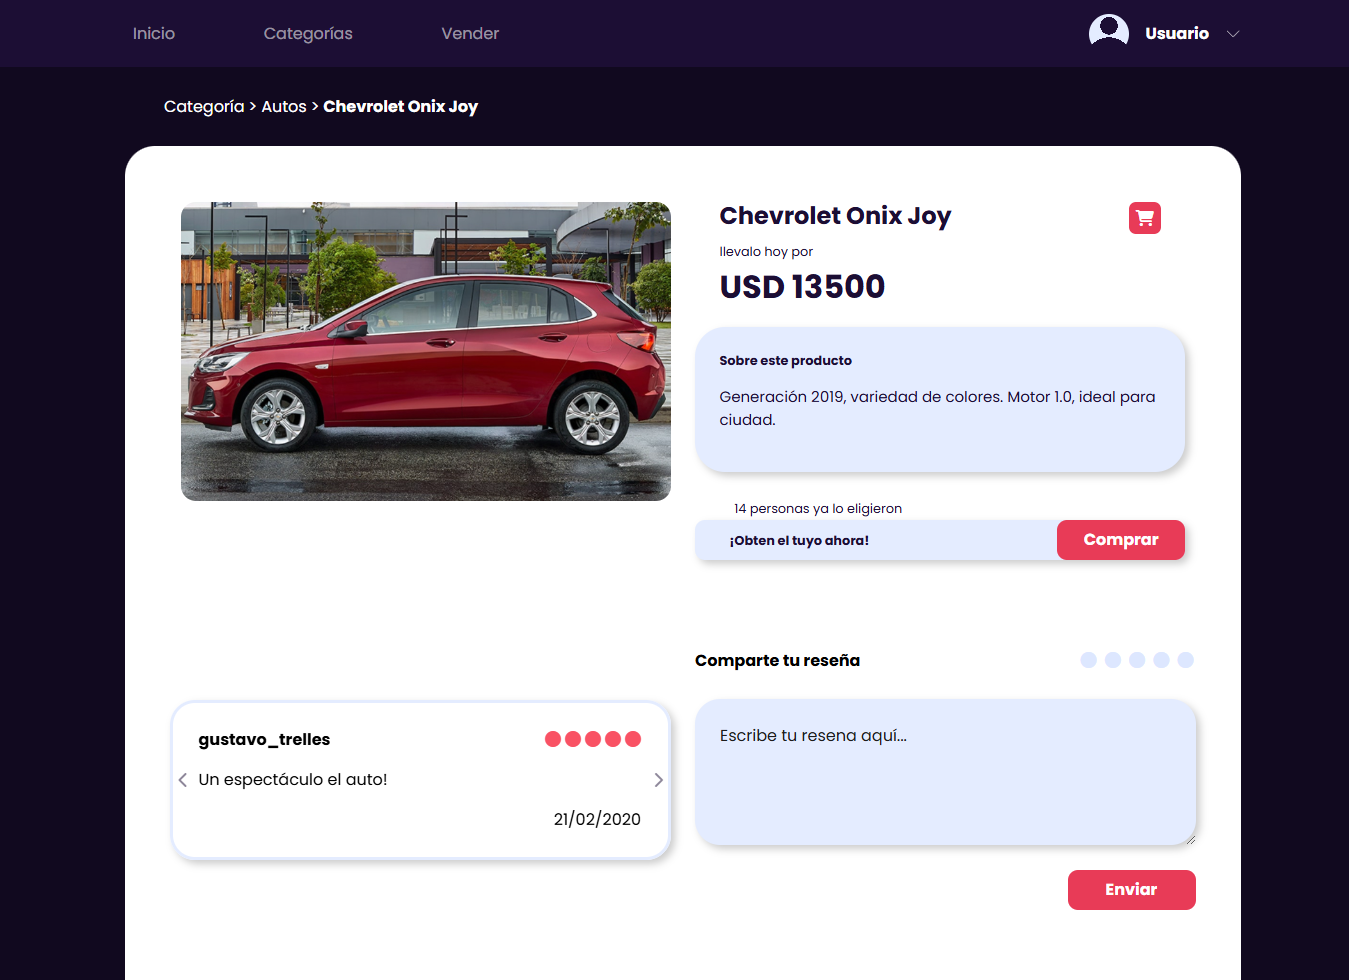 Inicio
Categorías
Vender
Usuario
Categoría > Autos > Chevrolet Onix Joy
Chevrolet Onix Joy
llevalo hoy por
USD 13500
Sobre este producto
Generación 2019, variedad de colores. Motor 1.0, ideal para
ciudad.
14 personas ya lo eligieron
¡Obten el tuyo ahora!
Comprar
Comparte tu reseña
gustavo_trelles
Un espectáculo el auto!
21/02/2020
Escribe tu resena aquí...
Enviar